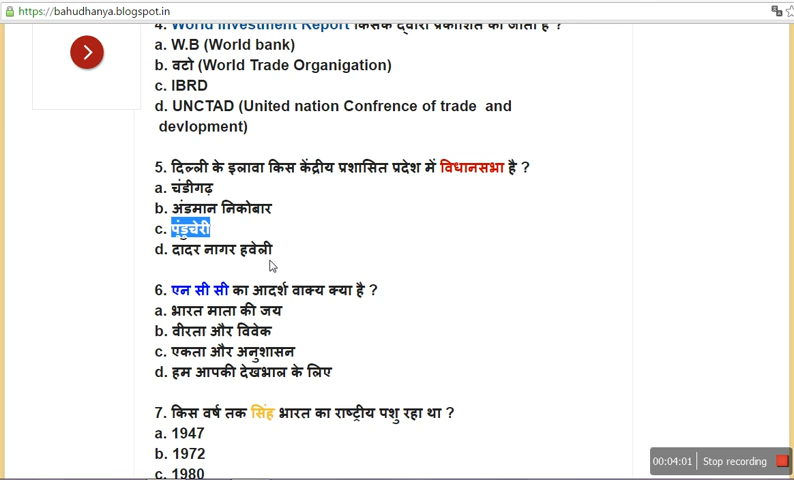 https://bahudhanya.blogspot.in
4. World Investment Report किसके द्वारा प्रकाशित की जाती है ?
a. W.B (World bank)
b. वटो (World Trade Organigation)
c. IBRD
d. UNCTAD (United nation Confrence of trade and
devlopment)
5. दिल्ली के इलावा किस केंद्रीय प्रशासित प्रदेश में विधानसभा है ?
a. चंडीगढ़
b. अंडमान निकोबार
c. पुंडुचेरी
d. दादर नागर हवेली
6. एन सी सी का आदर्श वाक्य क्या है ?
a. भारत माता की जय
b. वीरता और विवेक
c. एकता और अनुशासन
d. हम आपकी देखभाल के लिए
7. किस वर्ष तक सिंह भारत का राष्ट्रीय पशु रहा था ?
a. 1947
b. 1972
c. 1980
00:04:01 Stop recording